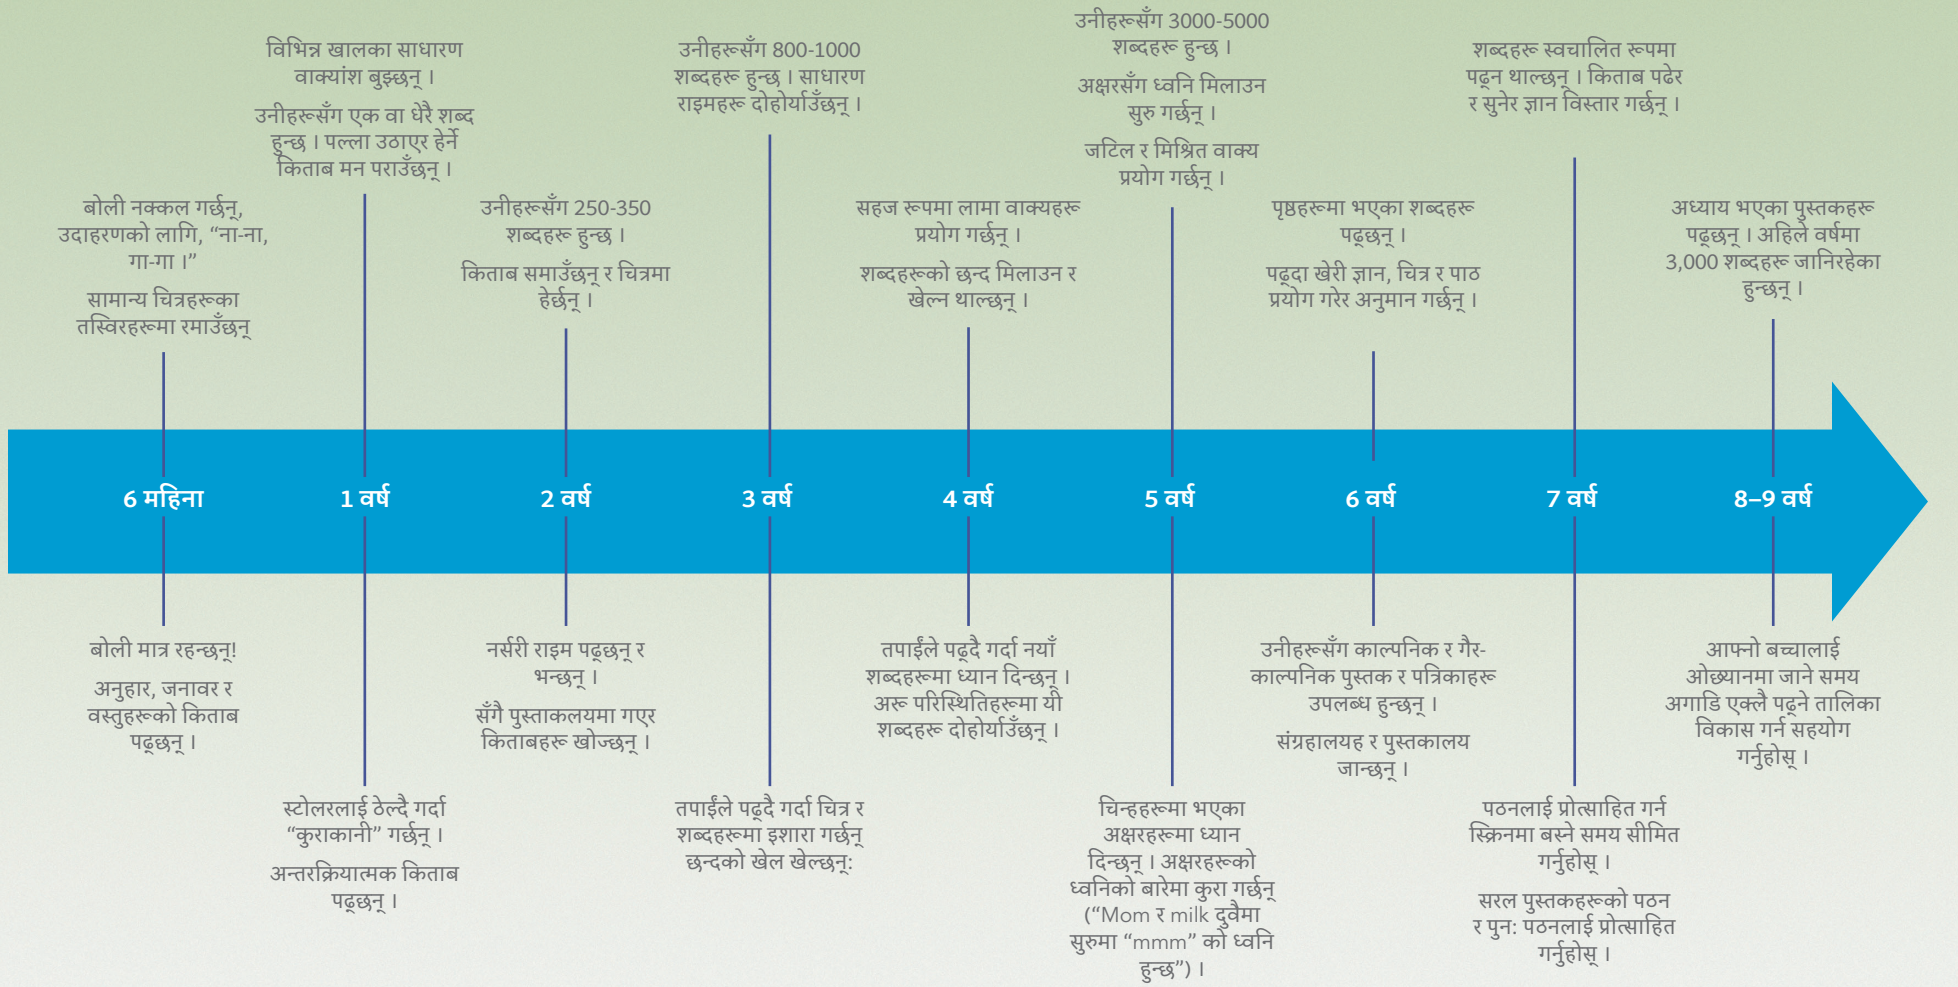 विभिन्न खालका साधारण
वाक्यांश बुझ्छन् ।
उनीहरूसँग एक वा धेरै शब्द
हुन्छ । पल्ला उठाएर हेर्ने
किताब मन पराउँछन् ।
उनीहरूसँग 800-1000
शब्दहरू हुन्छ । साधारण
राइमहरू दोहोर्याउँछन् ।
उनीहरूसँग 3000-5000
शब्दहरू हुन्छ ।
अक्षरसँग ध्वनि मिलाउन
सुरु गर्छन् ।
जटिल र मिश्रित वाक्य
प्रयोग गर्छन् ।
शब्दहरू स्वचालित रूपमा
पढ्न थाल्छन् । किताब पढेर
र सुनेर ज्ञान विस्तार गर्छन् ।
बोली नक्कल गर्छन्,
उदाहरणको लागि, “ना-ना,
गा-गा ।”
सामान्य चित्रहरूका
तस्विरहरूमा रमाउँछन्
उनीहरूसँग 250-350
शब्दहरू हुन्छ ।
किताब समाउँछन् र चित्रमा
हेर्छन् ।
सहज रूपमा लामा वाक्यहरू
प्रयोग गर्छन् ।
शब्दहरूको छन्द मिलाउन र
खेल्न थाल्छन् ।
पृष्ठहरूमा भएका शब्दहरू
पढ्छन् ।
पढ्दा खेरी ज्ञान, चित्र र पाठ
प्रयोग गरेर अनुमान गर्छन् ।
अध्याय भएका पुस्तकहरू
पढ्छन् । अहिले वर्षमा
3,000 शब्दहरू जानिरहेका
हुन्छन् ।
6 महिना
1 वर्ष
2 वर्ष
3 वर्ष
4 वर्ष
5 वर्ष
6 वर्ष
7 वर्ष
8–9 वर्ष
बोली मात्र रहन्छन्!
अनुहार, जनावर र
वस्तुहरूको किताब
पढ्छन् ।
नर्सरी राइम पढ्छन् र
भन्छन् ।
सँगै पुस्ताकलयमा गएर
किताबहरू खोज्छन् ।
तपाईंले पढ्दै गर्दा नयाँ
शब्दहरूमा ध्यान दिन्छन् ।
अरू परिस्थितिहरूमा यी
शब्दहरू दोहोर्याउँछन् ।
उनीहरूसँग काल्पनिक र गैर-
काल्पनिक पुस्तक र पत्रिकाहरू
उपलब्ध हुन्छन् ।
संग्रहालयह र पुस्तकालय
जान्छन् ।
आफ्नो बच्चालाई
ओछ्यानमा जाने समय
अगाडि एक्लै पढ्ने तालिका
विकास गर्न सहयोग
गर्नुहोस् ।
स्टोलरलाई ठेल्दै गर्दा
“कुराकानी” गर्छन् ।
अन्तरक्रियात्मक किताब
पढ्छन् ।
तपाईंले पढ्दै गर्दा चित्र र
शब्दहरूमा इशारा गर्छन्
छन्दको खेल खेल्छन्:
चिन्हहरूमा भएका
अक्षरहरूमा ध्यान
दिन्छन् । अक्षरहरूको
ध्वनिको बारेमा कुरा गर्छन्
(“Mom र milk दुवैमा
सुरुमा “mmm” को ध्वनि
हुन्छ”) ।
पठनलाई प्रोत्साहित गर्न
स्क्रिनमा बस्ने समय सीमित
गर्नुहोस् ।
सरल पुस्तकहरूको पठन
र पुन: पठनलाई प्रोत्साहित
गर्नुहोस् ।